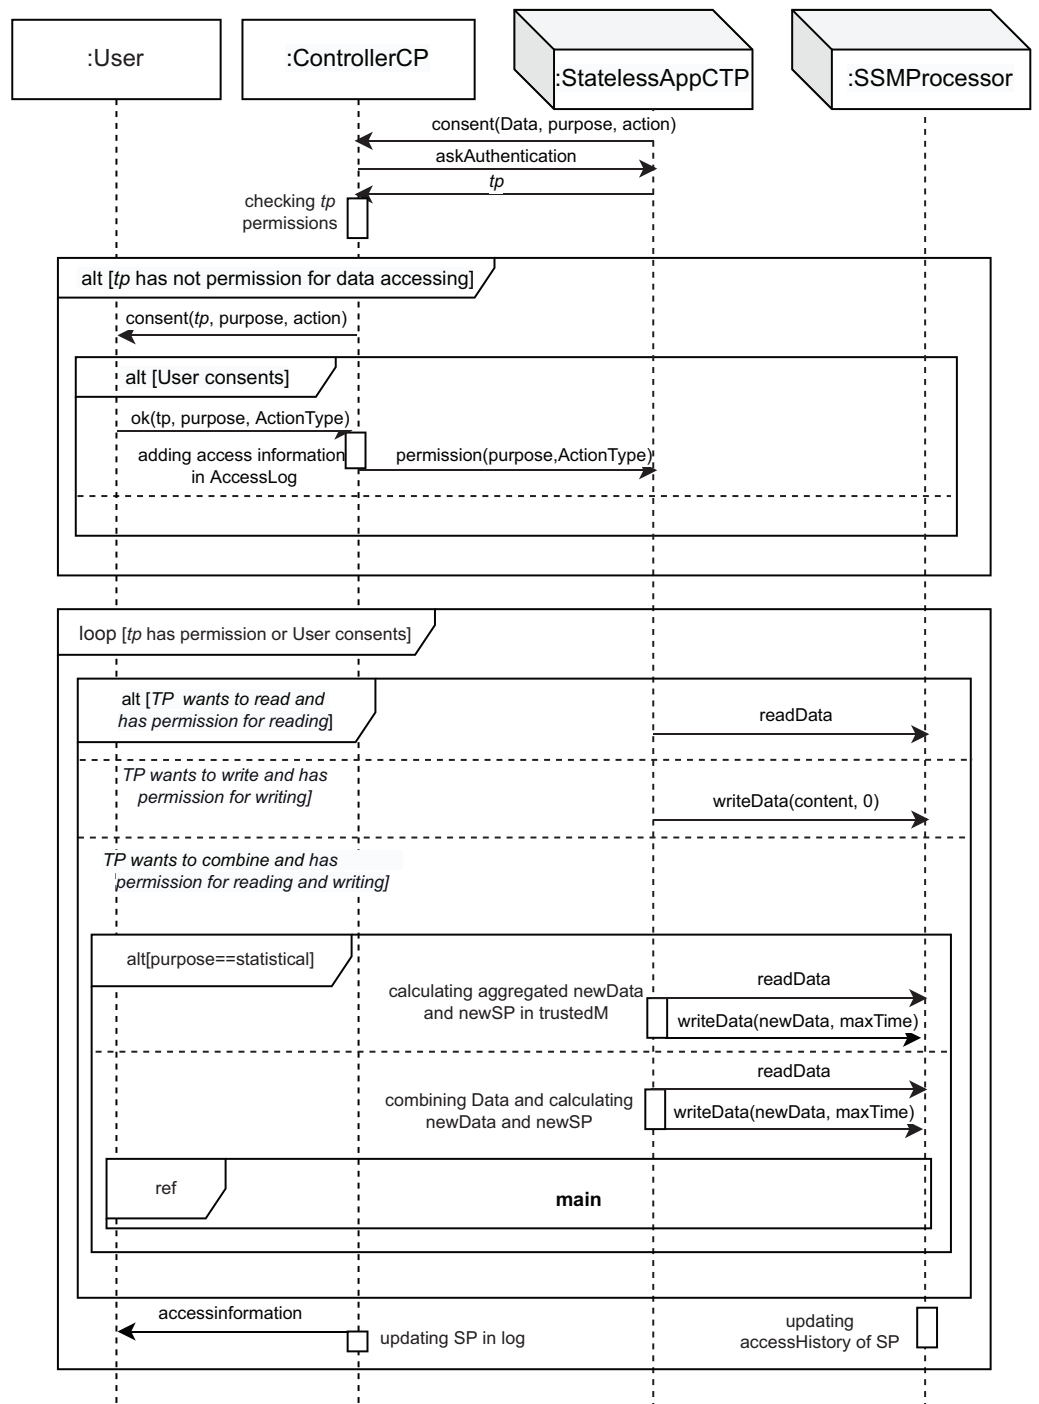 :User
:ControllerCP
:StatelessAppCTP
:SSMProcessor
consent(Data, purpose, action)
askAuthentication
tp
checking tp
permissions
alt [tp has not permission for data accessing]
consent(tp, purpose, action)
alt [User consents]
ok(tp, purpose, ActionType)
adding access information
in AccessLog
permission(purpose,ActionType)
loop [tp has permission or User consents]
alt [TP wants to read and
has permission for reading]
readData
TP wants to write and has
permission for writing]
writeData(content, 0)
TP wants to combine and has
permission for reading and writing]
alt[purpose==statistical]
readData
calculating aggregated newData
and newSP in trustedM
writeData(newData, maxTime)
readData
combining Data and calculating
newData and newSP
writeData(newData, maxTime)
ref
main
accessinformation
updating SP in log
updating
accessHistory of SP